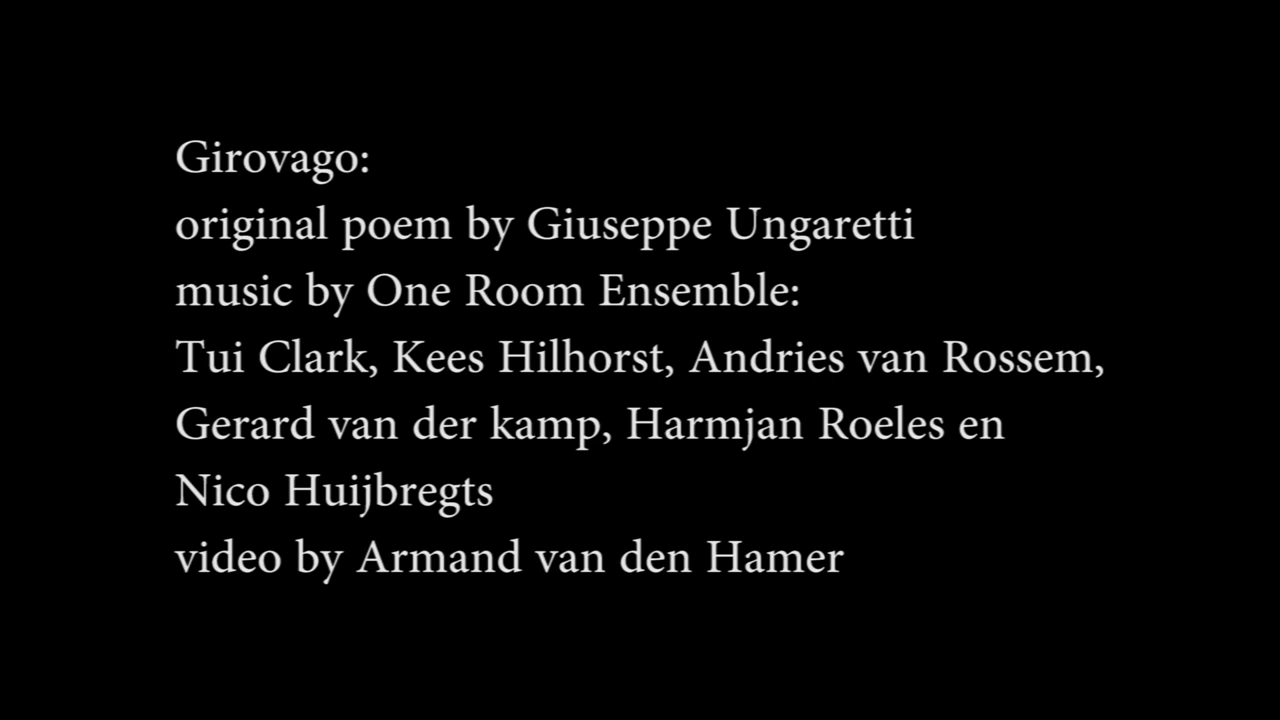 Girovago:
original poem by Giuseppe Ungaretti
music by One Room Ensemble:
Tui Clark, Kees Hilhorst, Andries van Rossem,
Gerard van der kamp, Harmjan Roeles en
Nico Huijbregts
video by Armand van den Hamer